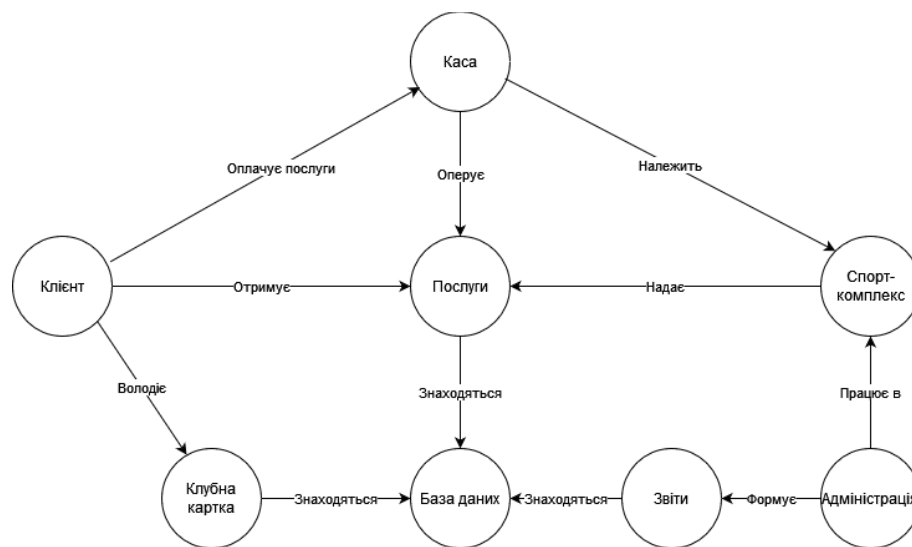 Каса
Оплачує послуги
Оперує
Належить
Клієнт
Отримує
Послуги
Надає
Спорт-
комплекс
Володіє
Знаходяться
Працює в
Клубна
картка
Знаходяться
База даних
Знаходяться
Звіти
Формує
Адміністрація